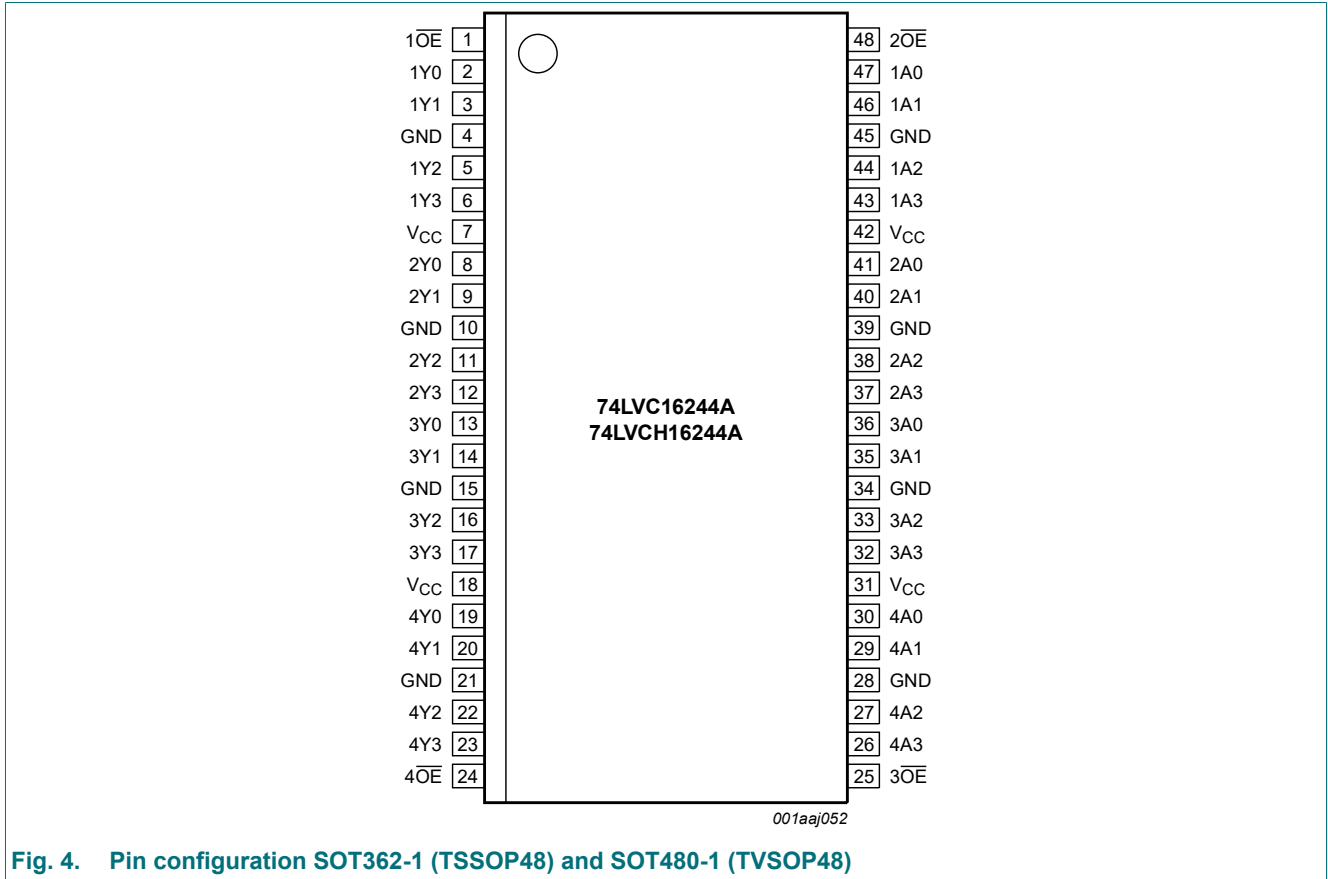 1O̅E̅ 1 48 2O̅E̅
1Y0 2 47 1A0
1Y1 3 46 1A1
GND 4 45 GND
1Y2 5 44 1A2
1Y3 6 43 1A3
VCC 7 42 VCC
2Y0 8 41 2A0
2Y1 9 40 2A1
GND 10 39 GND
2Y2 11 38 2A2
2Y3 12 37 2A3
74LVC16244A
74LVCH16244A
3Y0 13 36 3A0
3Y1 14 35 3A1
GND 15 34 GND
3Y2 16 33 3A2
3Y3 17 32 3A3
VCC 18 31 VCC
4Y0 19 30 4A0
4Y1 20 29 4A1
GND 21 28 GND
4Y2 22 27 4A2
4Y3 23 26 4A3
4O̅E̅ 24 25 3O̅E̅
001aaj052
Fig. 4. Pin configuration SOT362-1 (TSSOP48) and SOT480-1 (TVSOP48)